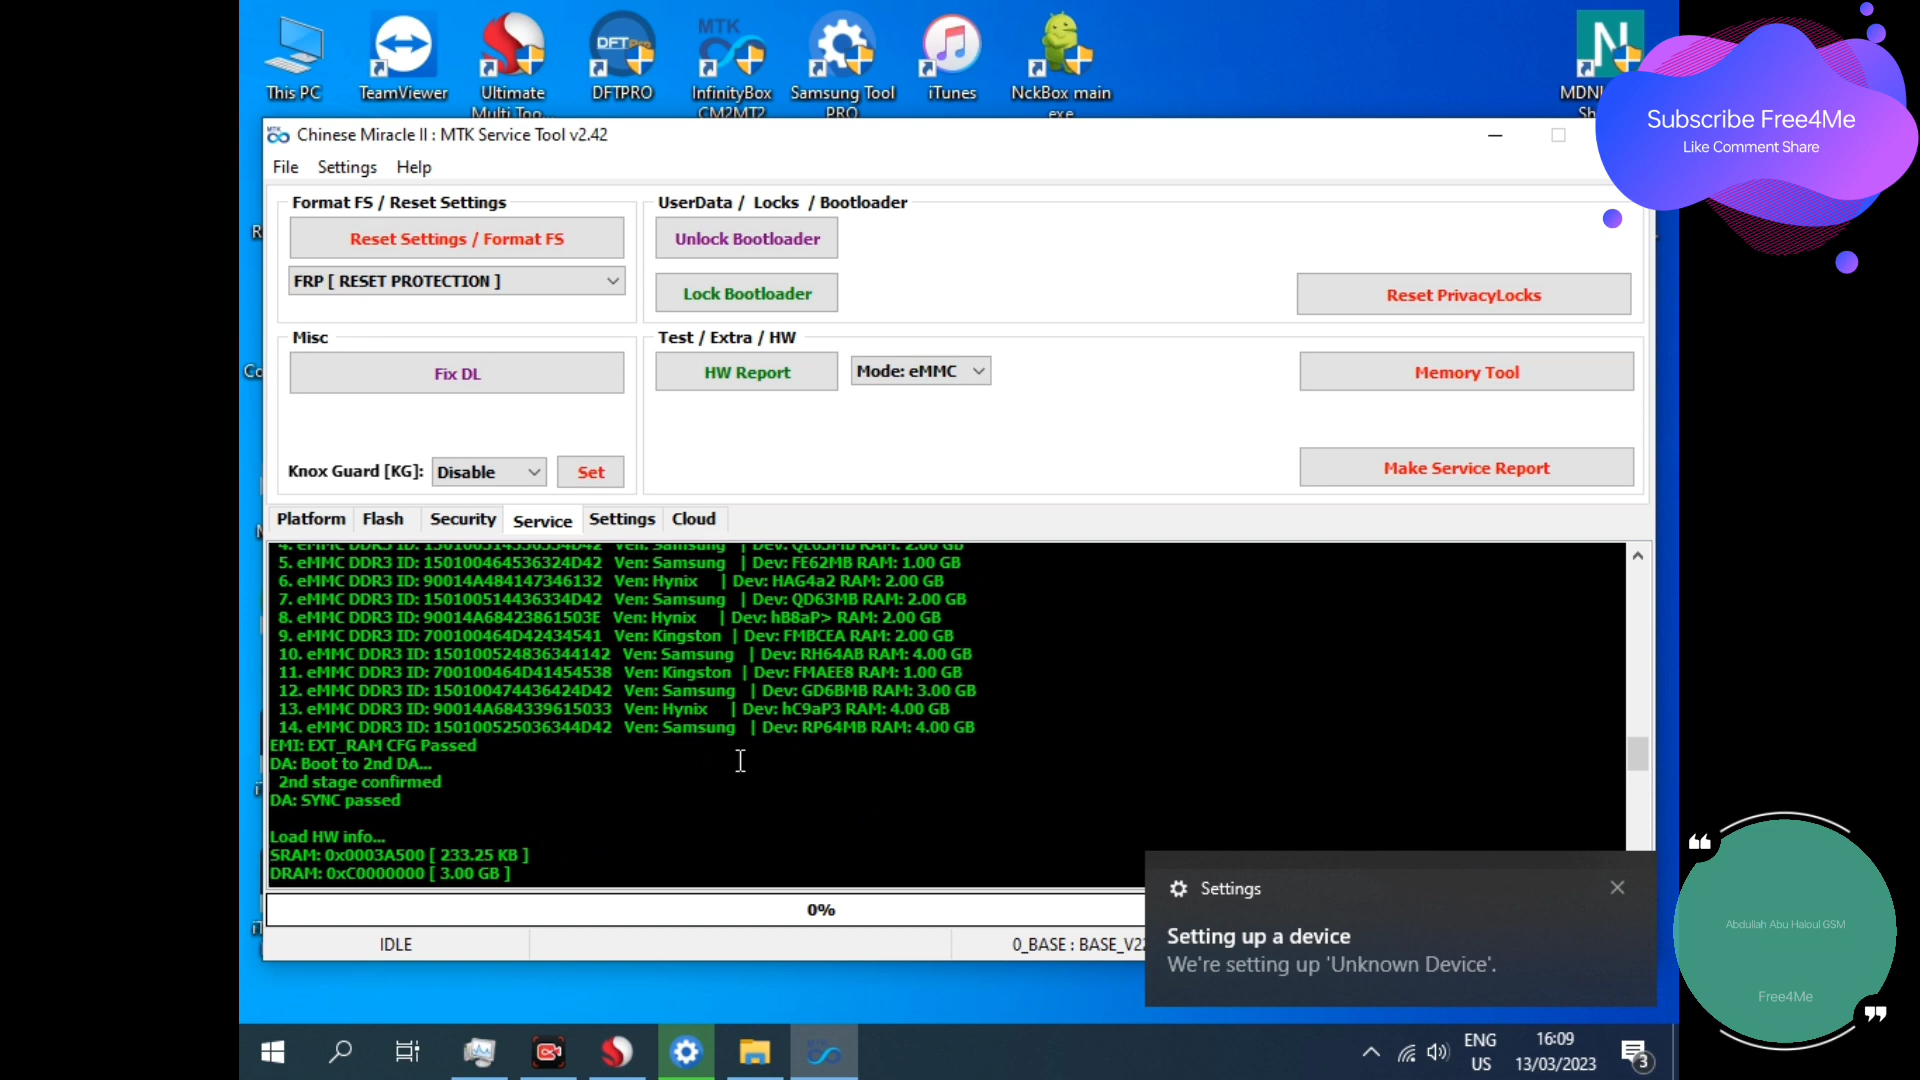 This PC
TeamViewer
Ultimate
Multi Too...
DFTPRO
InfinityBox
CM2MT2
Samsung Tool
PRO
iTunes
NckBox main
exe
Chinese Miracle II : MTK Service Tool v2.42
Subscribe Free4Me
Like Comment Share
File Settings Help
Format FS / Reset Settings
Reset Settings / Format FS
FRP [ RESET PROTECTION ]
UserData / Locks / Bootloader
Unlock Bootloader
Lock Bootloader
Reset PrivacyLocks
Misc
Fix DL
Knox Guard [KG]: Disable Set
Test / Extra / HW
HW Report Mode: eMMC
Memory Tool
Make Service Report
Platform Flash Security Service Settings Cloud
5. eMMC DDR3 ID: 150100464536324D42 Ven: Samsung | Dev: FE62MB RAM: 1.00 GB
6. eMMC DDR3 ID: 90014A484147346132 Ven: Hynix | Dev: HAG4a2 RAM: 2.00 GB
7. eMMC DDR3 ID: 150100514436334D42 Ven: Samsung | Dev: QD63MB RAM: 2.00 GB
8. eMMC DDR3 ID: 90014A68423861503E Ven: Hynix | Dev: hB8aP> RAM: 2.00 GB
9. eMMC DDR3 ID: 700100464D42434541 Ven: Kingston | Dev: FMBCEA RAM: 2.00 GB
10. eMMC DDR3 ID: 150100524836344142 Ven: Samsung | Dev: RH64AB RAM: 4.00 GB
11. eMMC DDR3 ID: 700100464D41454538 Ven: Kingston | Dev: FMAEE8 RAM: 1.00 GB
12. eMMC DDR3 ID: 150100474436424D42 Ven: Samsung | Dev: GD6BMB RAM: 3.00 GB
13. eMMC DDR3 ID: 90014A684339615033 Ven: Hynix | Dev: hC9aP3 RAM: 4.00 GB
14. eMMC DDR3 ID: 150100525036344D42 Ven: Samsung | Dev: RP64MB RAM: 4.00 GB
EMI: EXT_RAM CFG Passed
DA: Boot to 2nd DA...
2nd stage confirmed
DA: SYNC passed
Load HW info...
SRAM: 0x0003A500 [ 233.25 KB ]
DRAM: 0xC0000000 [ 3.00 GB ]
0%
IDLE
0_BASE : BASE_V22
Settings
Setting up a device
We're setting up 'Unknown Device'.
Abdullah Abu Haloul GSM
Free4Me
ENG
US
16:09
13/03/2023
3